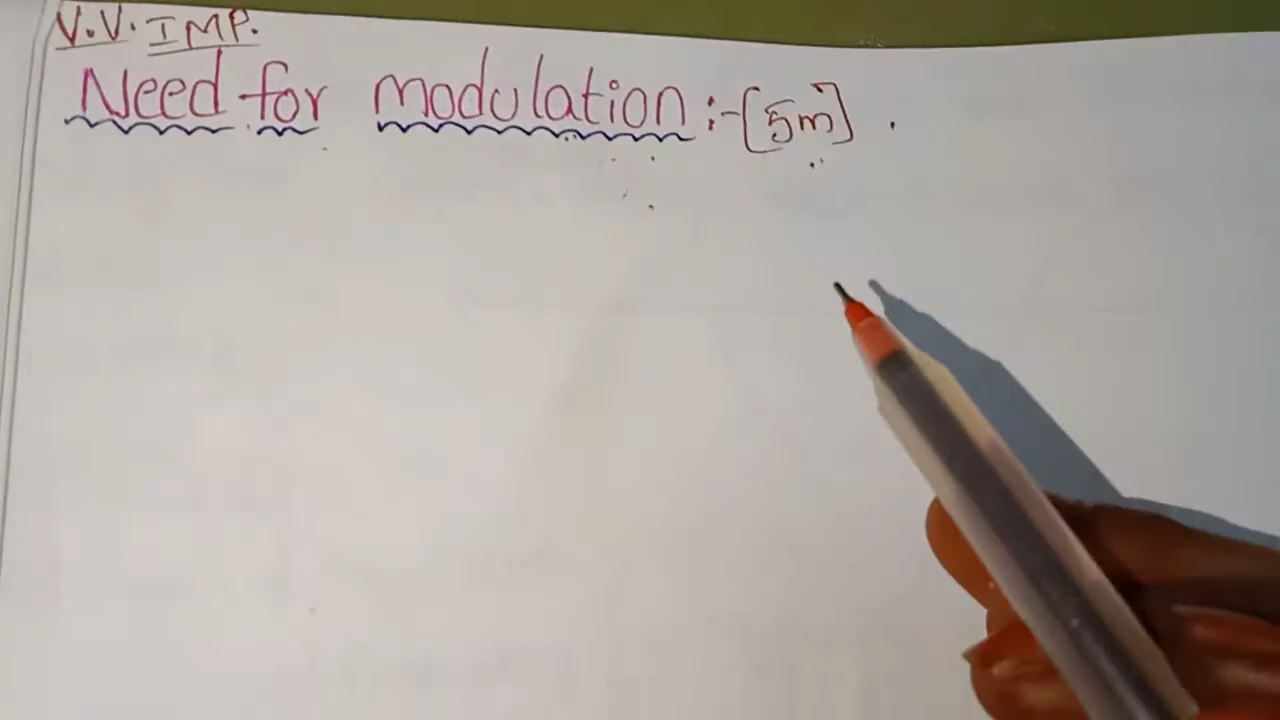 V.V. IMP.
Need for modulation :- [5m] .